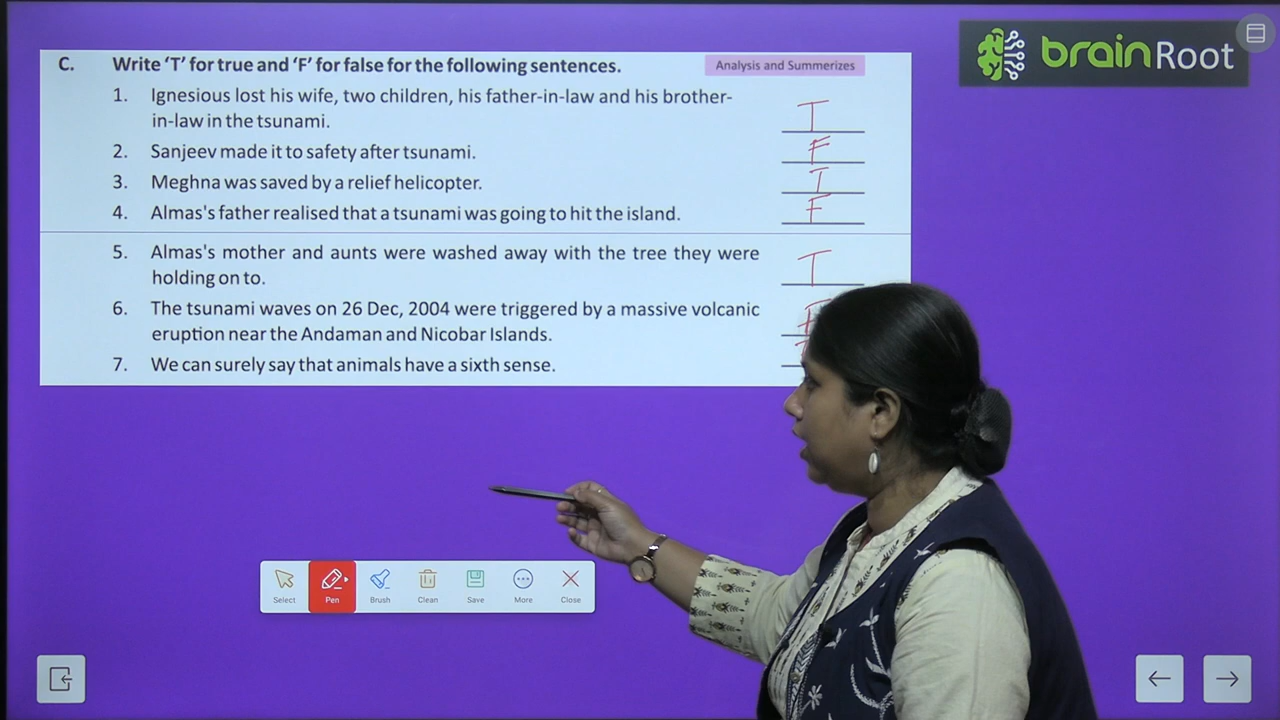 brainRoot
C. Write 'T' for true and 'F' for false for the following sentences.
Analysis and Summerizes
1. Ignesious lost his wife, two children, his father-in-law and his brother-
in-law in the tsunami. T
2. Sanjeev made it to safety after tsunami. F
3. Meghna was saved by a relief helicopter. T
4. Almas's father realised that a tsunami was going to hit the island. F
5. Almas's mother and aunts were washed away with the tree they were
holding on to. T
6. The tsunami waves on 26 Dec, 2004 were triggered by a massive volcanic
eruption near the Andaman and Nicobar Islands.
7. We can surely say that animals have a sixth sense.
Select Pen Brush Clean Save More Close